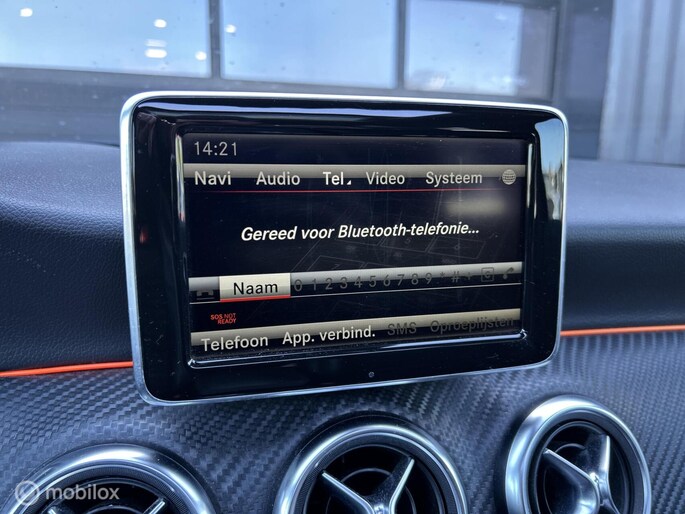 14:21
Navi Audio Tel Video Systeem
Gereed voor Bluetooth-telefonie...
Naam 0 1 2 3 4 5 6 7 8 9 * # +
SOS NOT
READY
Telefoon App. verbind. SMS Oproeplijsten
mobilox